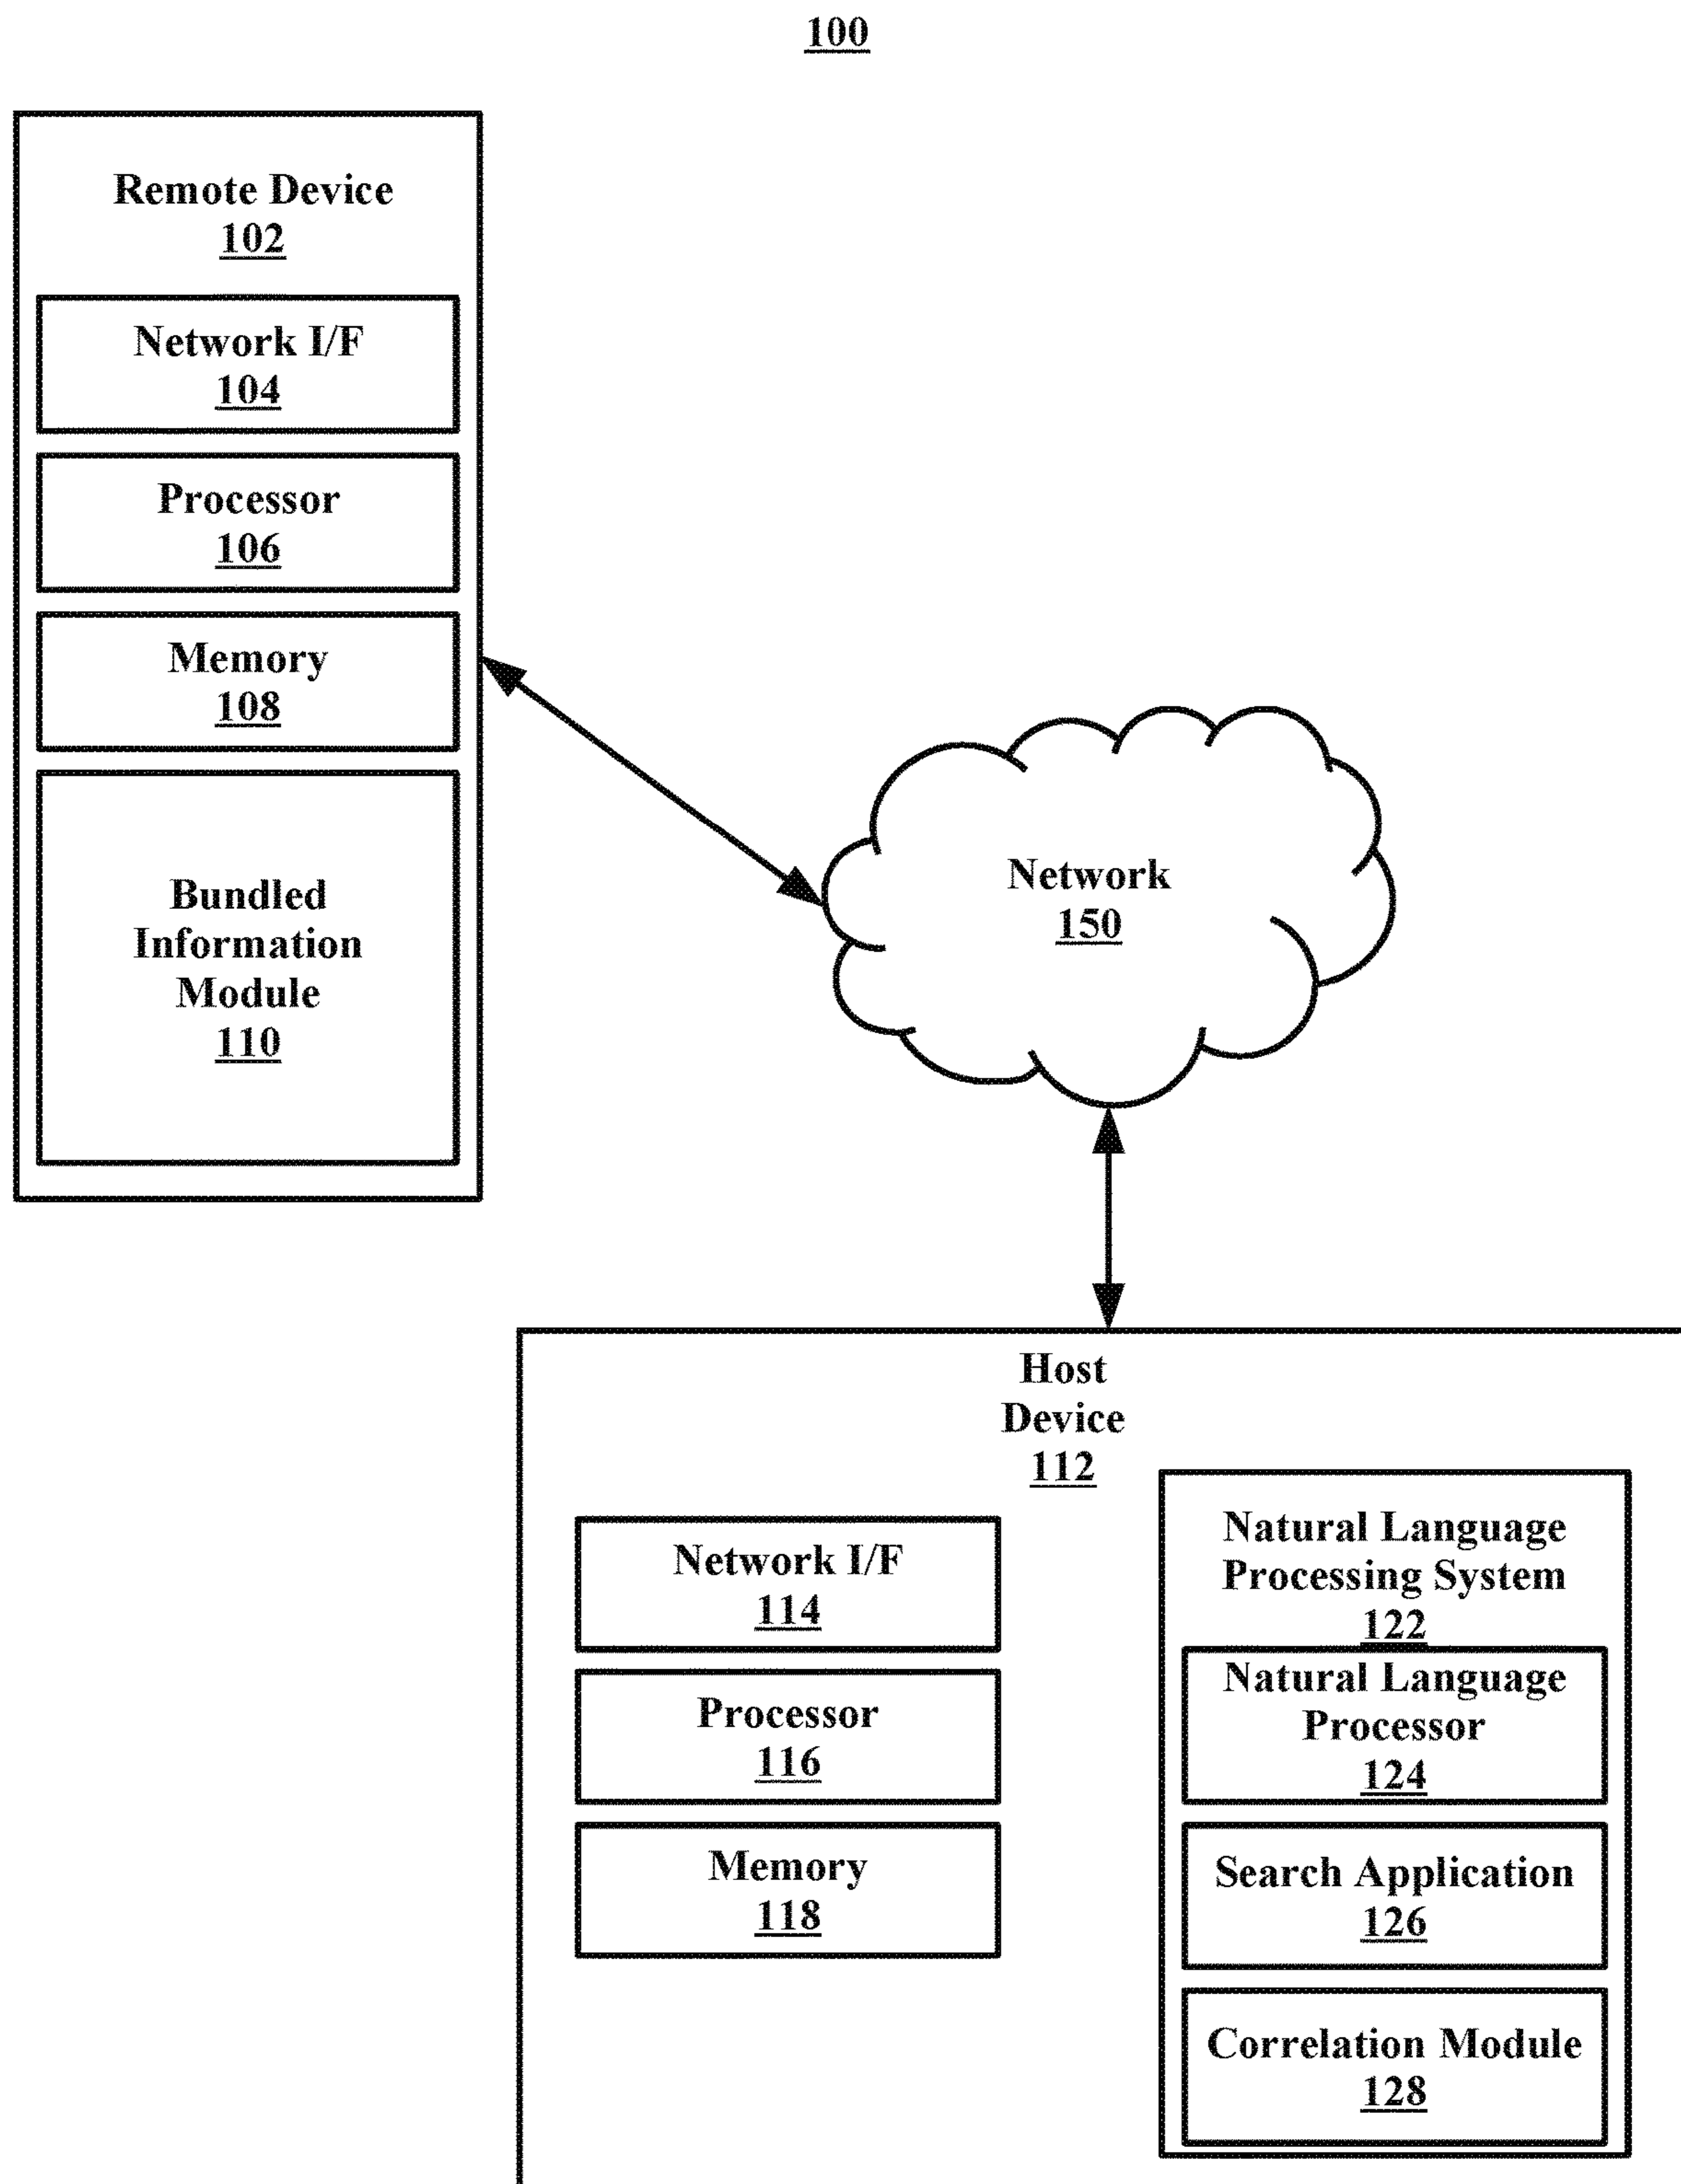 100
Remote Device
102
Network I/F
104
Processor
106
Memory
108
Bundled
Information
Module
110
Network
150
Host
Device
112
Network I/F
114
Processor
116
Memory
118
Natural Language
Processing System
122
Natural Language
Processor
124
Search Application
126
Correlation Module
128